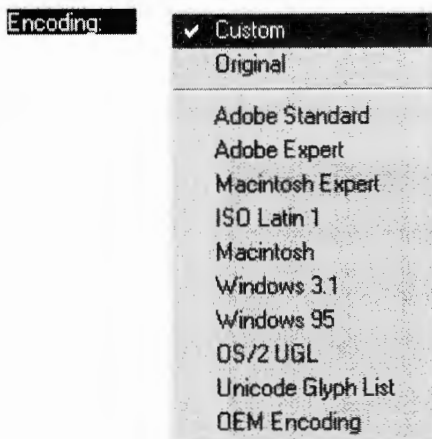 Encoding:
Custom
Original
Adobe Standard
Adobe Expert
Macintosh Expert
ISO Latin 1
Macintosh
Windows 3.1
Windows 95
OS/2 UGL
Unicode Glyph List
OEM Encoding